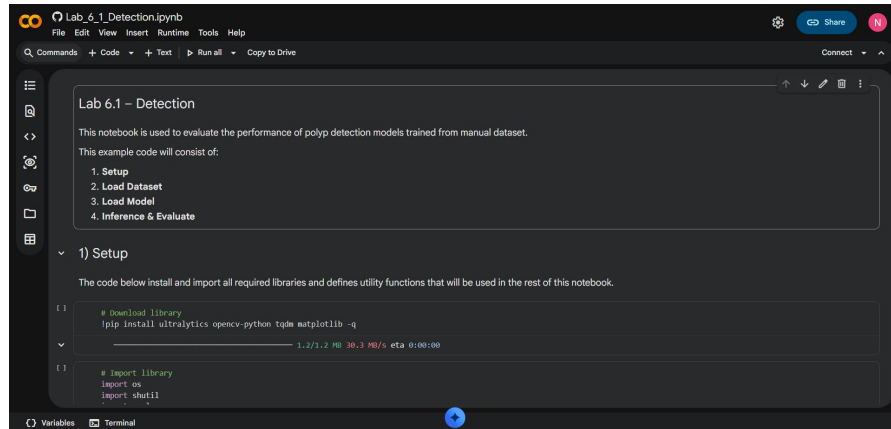 Lab_6_1_Detection.ipynb
File Edit View Insert Runtime Tools Help
Share
N
Commands + Code + Text Run all Copy to Drive
Connect
Lab 6.1 – Detection
This notebook is used to evaluate the performance of polyp detection models trained from manual dataset.
This example code will consist of:
1. Setup
2. Load Dataset
3. Load Model
4. Inference & Evaluate
1) Setup
The code below install and import all required libraries and defines utility functions that will be used in the rest of this notebook.
[ ]
# Download library
!pip install ultralytics opencv-python tqdm matplotlib -q
1.2/1.2 MB 30.3 MB/s eta 0:00:00
[ ]
# Import library
import os
import shutil
Variables Terminal